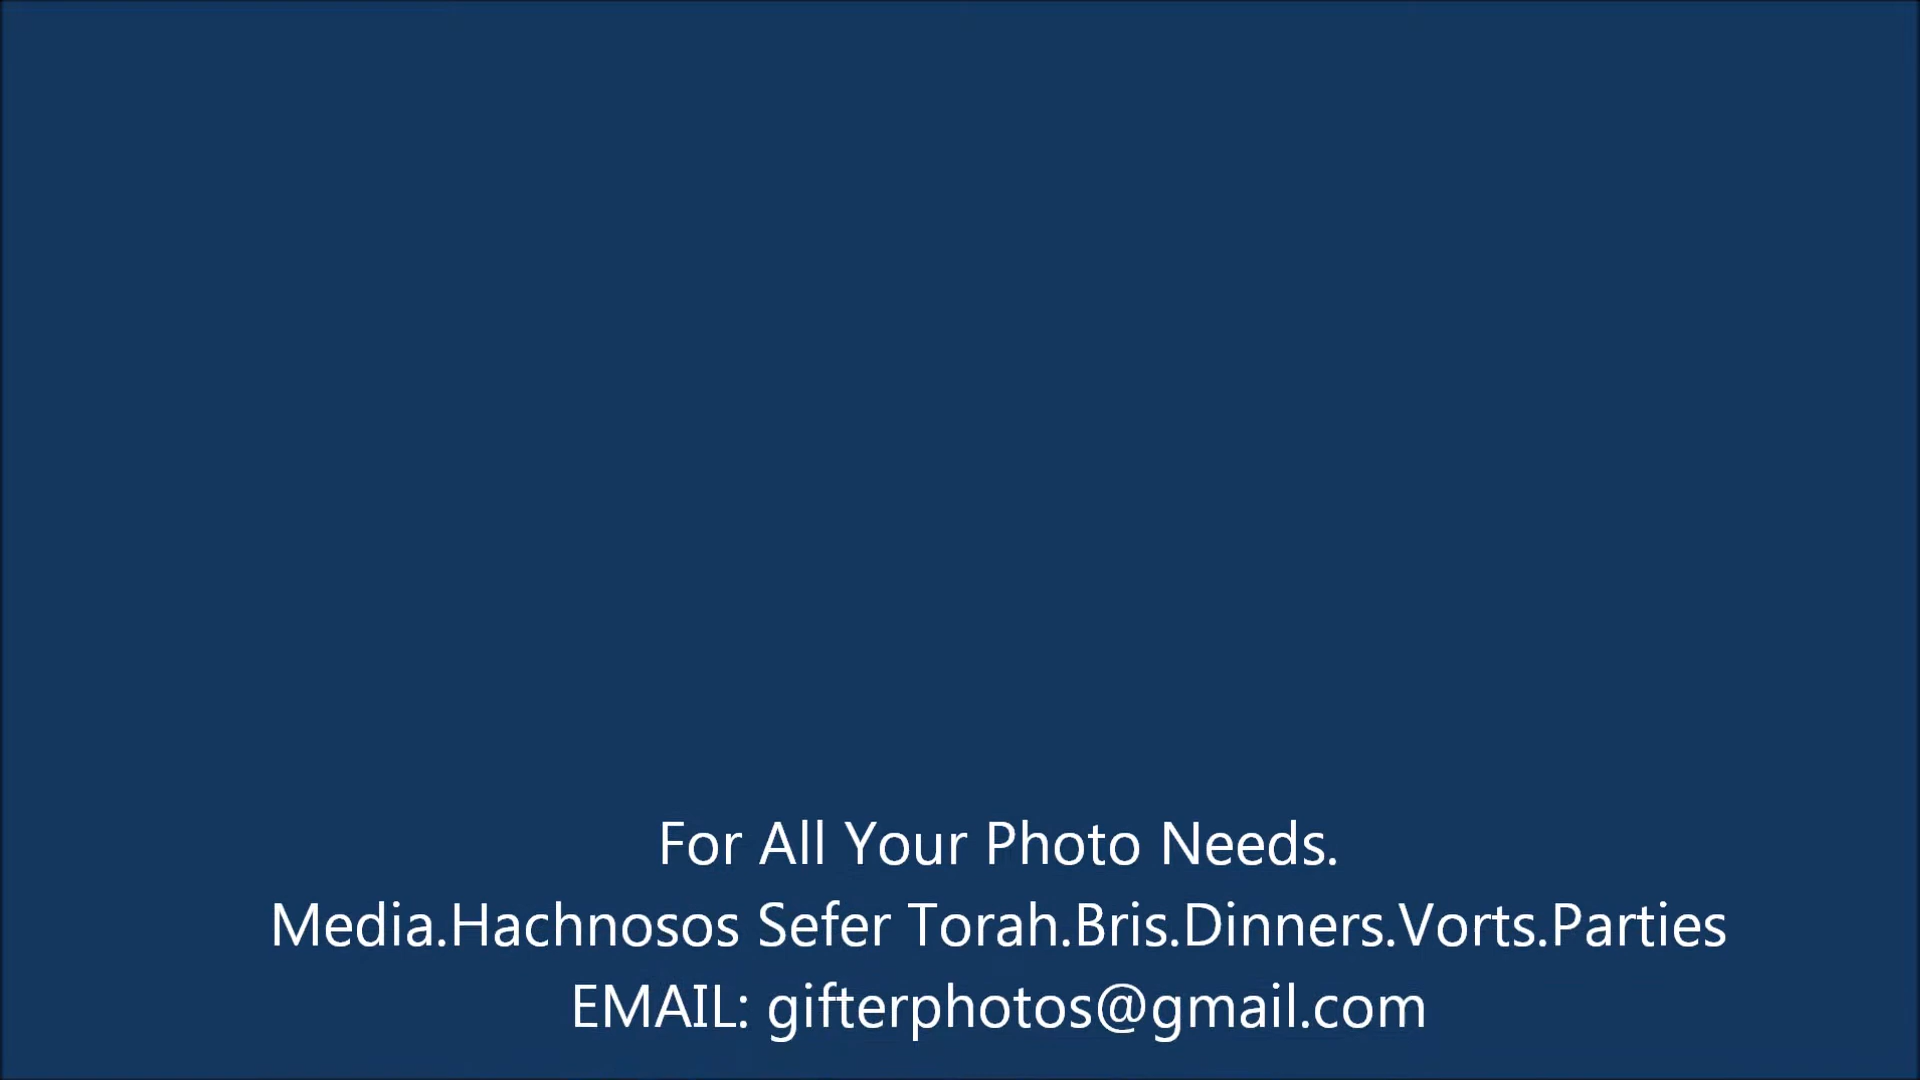 For All Your Photo Needs.
Media.Hachnosos Sefer Torah.Bris.Dinners.Vorts.Parties
EMAIL: gifterphotos@gmail.com